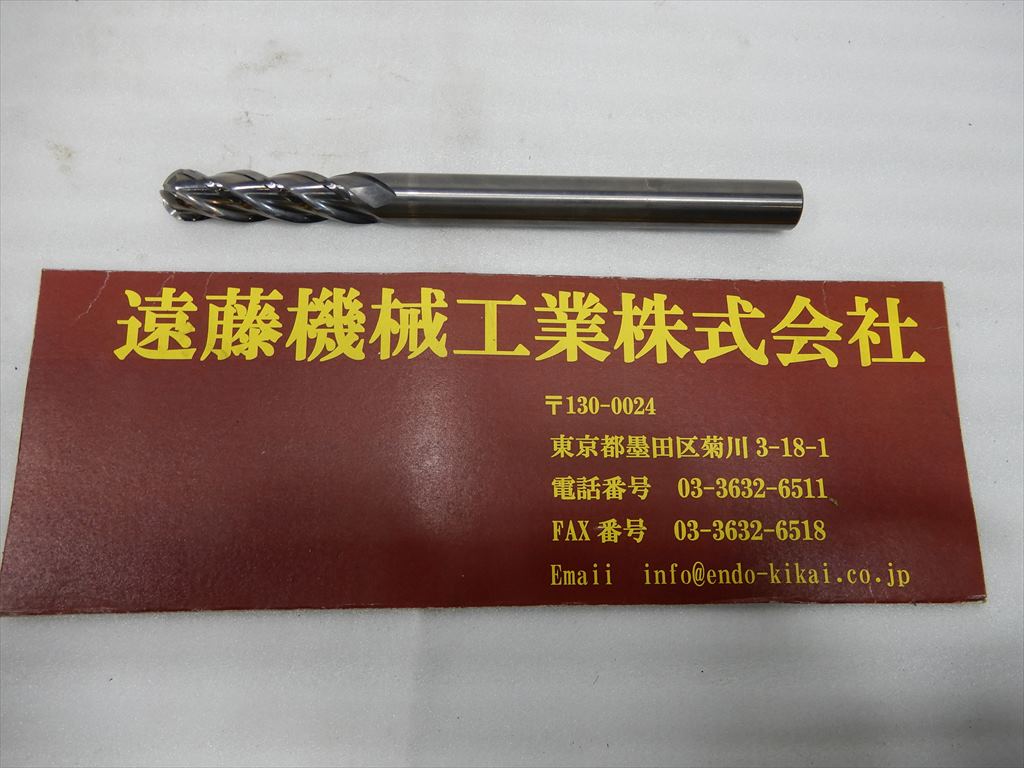 遠藤機械工業株式会社
〒130-0024
東京都墨田区菊川 3-18-1
電話番号 03-3632-6511
FAX 番号 03-3632-6518
Emaii info@endo-kikai.co.jp